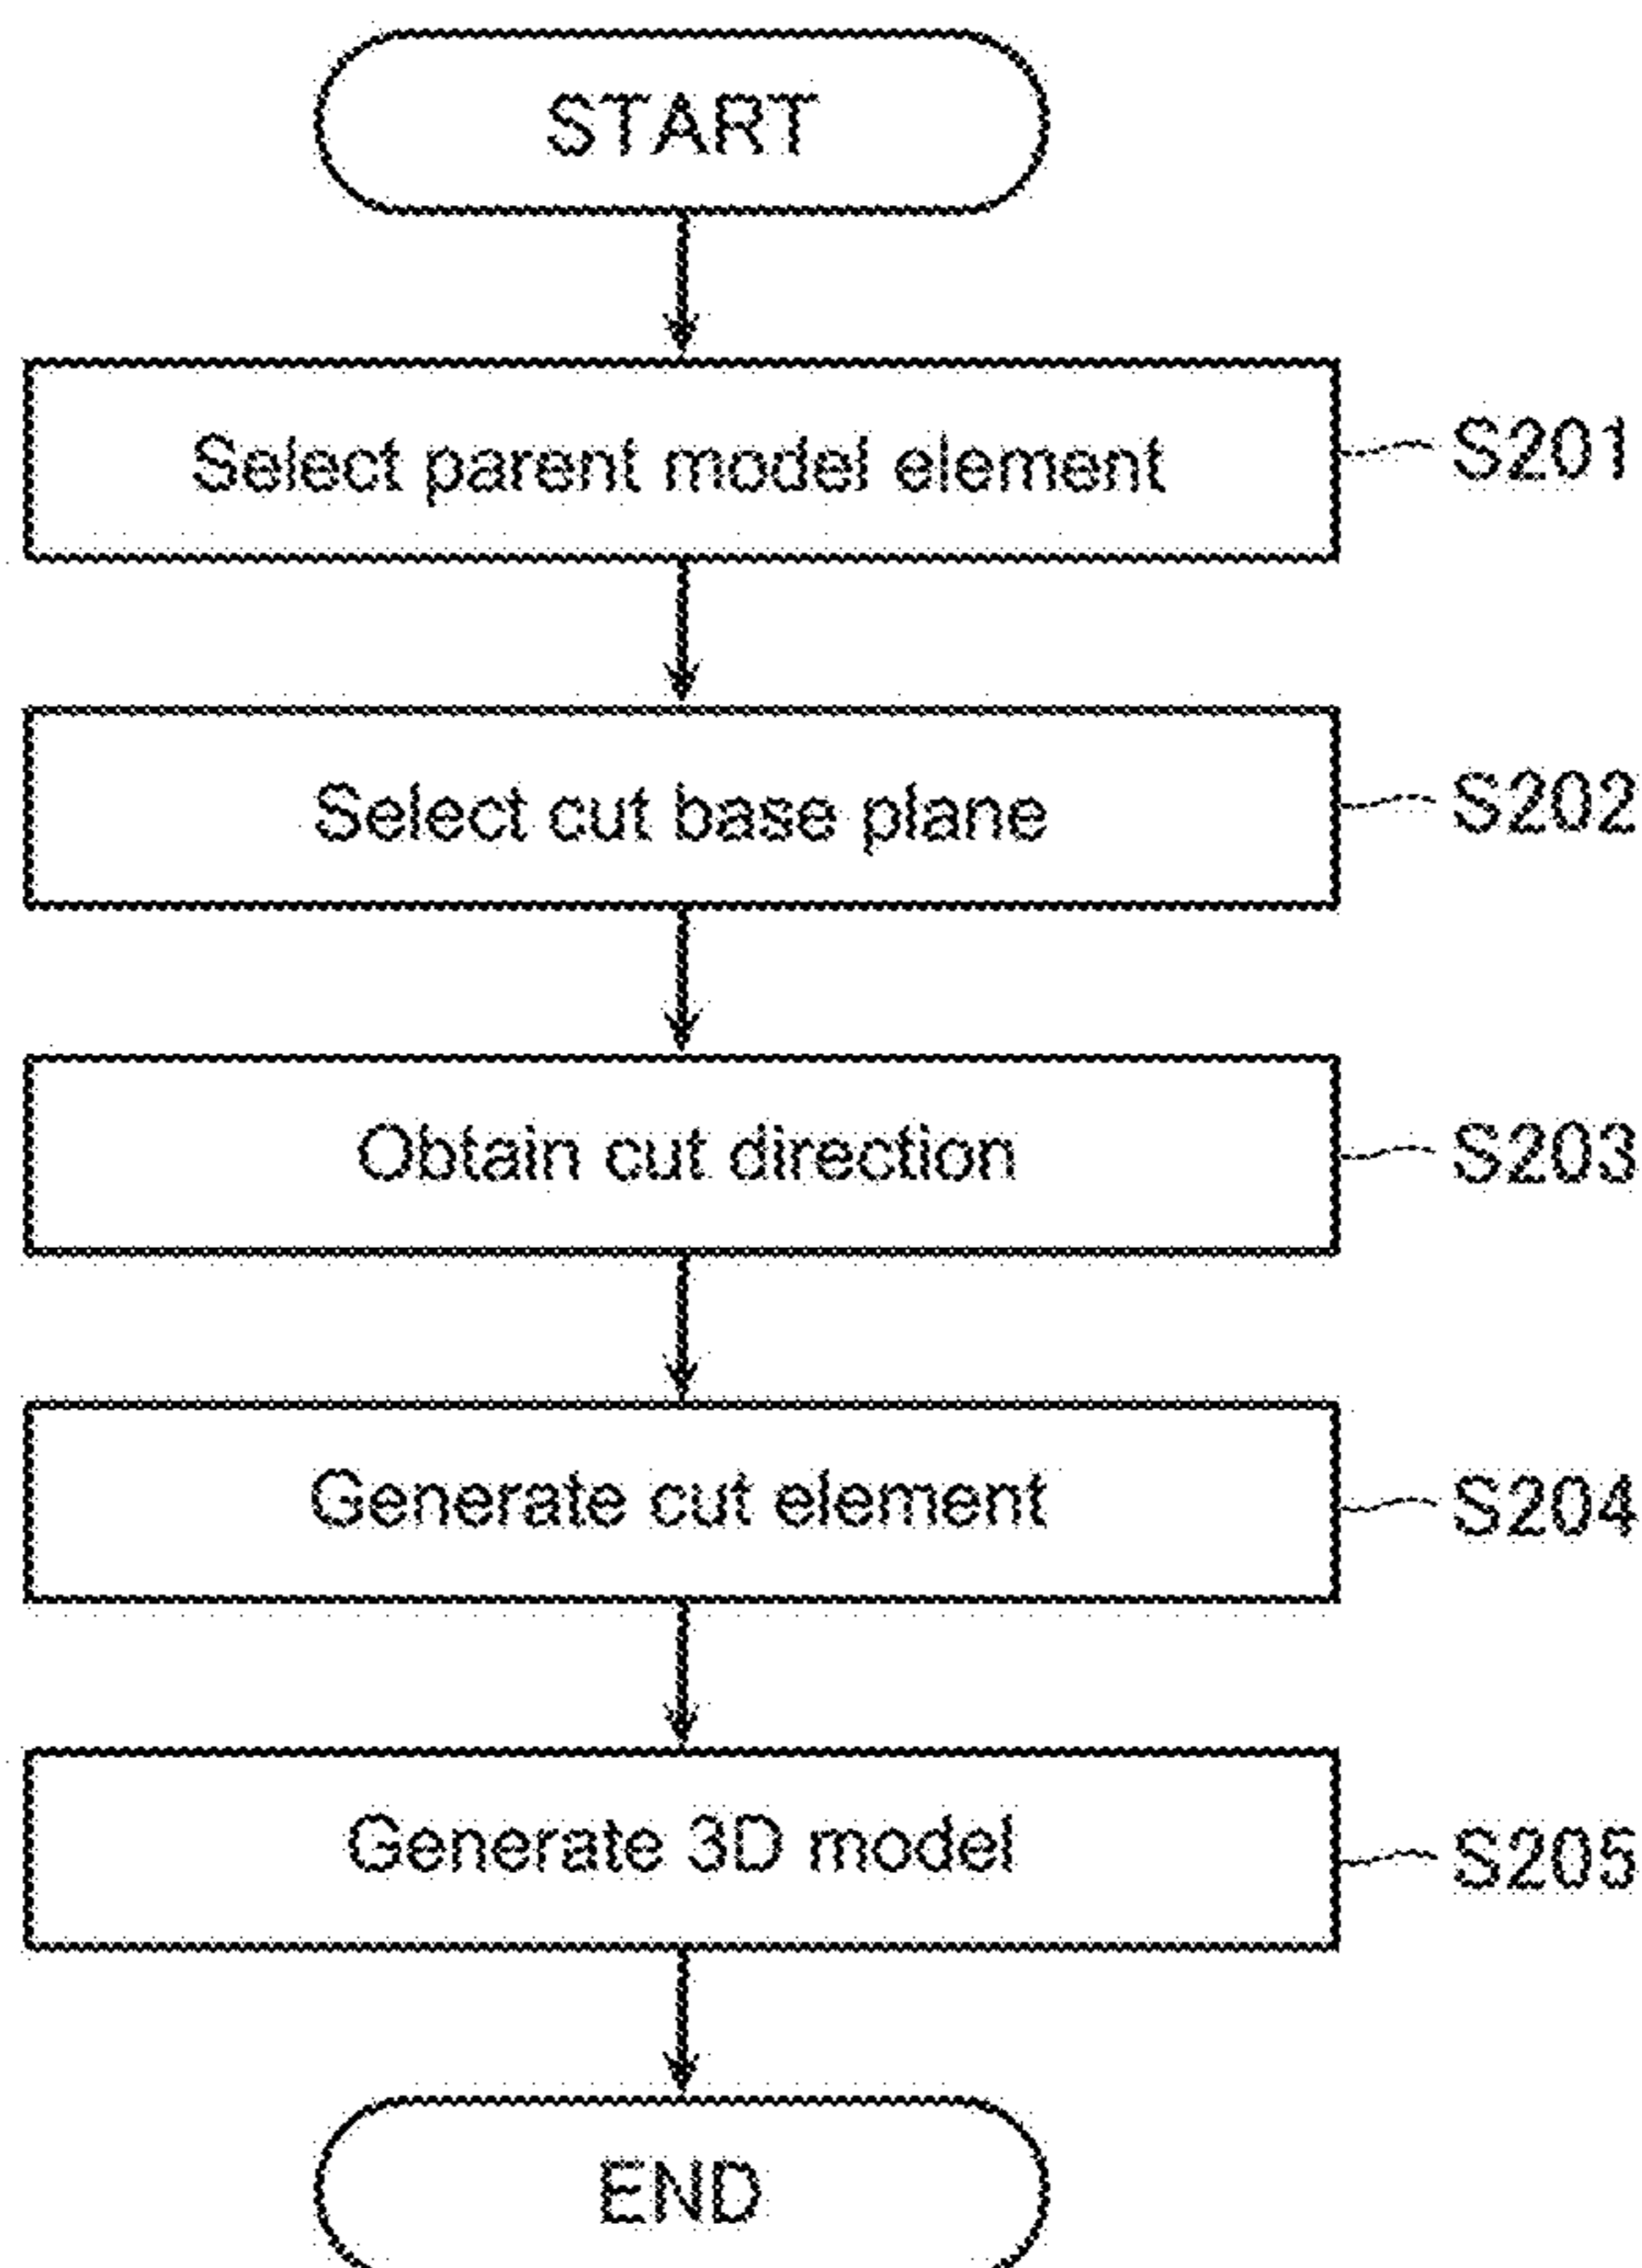 START
Select parent model element
S201
Select cut base plane
S202
Obtain cut direction
S203
Generate cut element
S204
Generate 3D model
S205
END